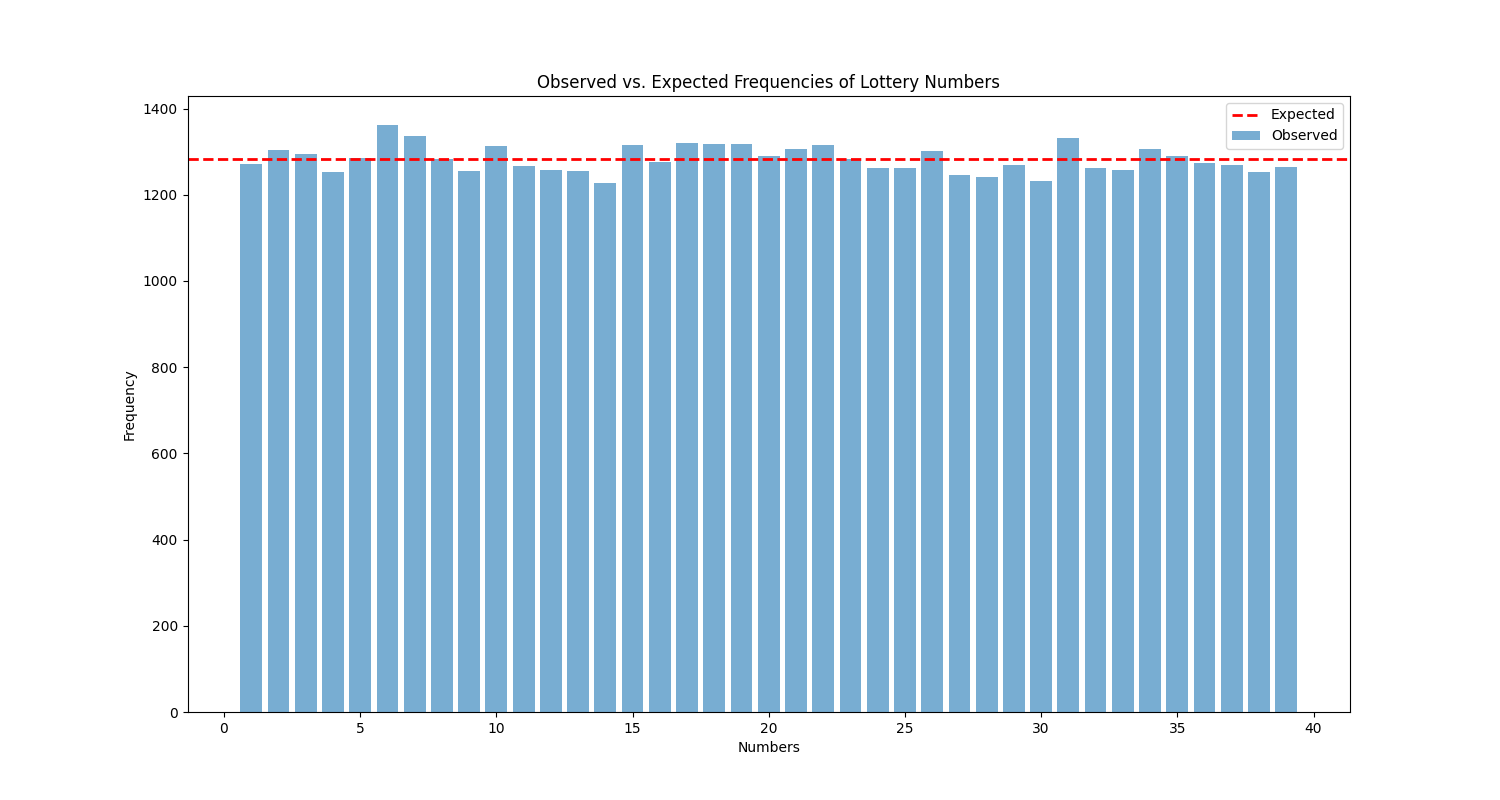 Observed vs. Expected Frequencies of Lottery Numbers
Expected
Observed
1400
1200
1000
800
600
400
200
0
Frequency
0 5 10 15 20 25 30 35 40
Numbers